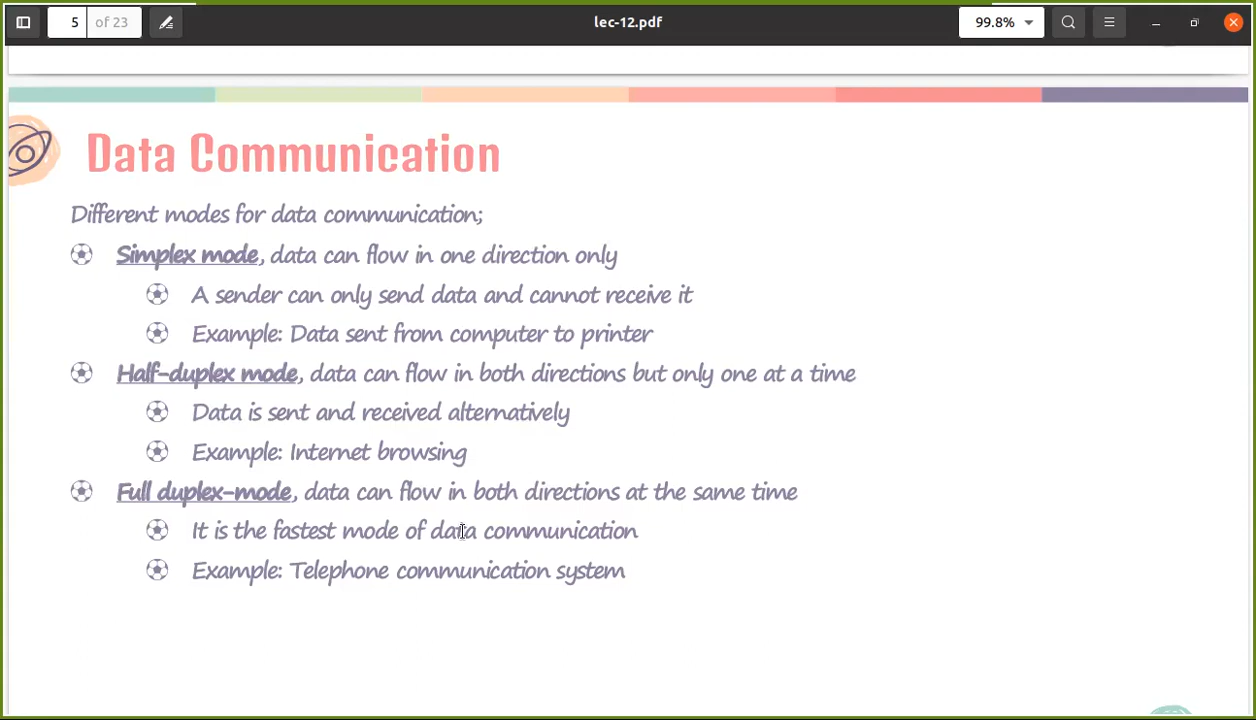 5 of 23
lec-12.pdf
99.8%
Data Communication
Different modes for data communication;
Simplex mode, data can flow in one direction only
A sender can only send data and cannot receive it
Example: Data sent from computer to printer
Half-duplex mode, data can flow in both directions but only one at a time
Data is sent and received alternatively
Example: Internet browsing
Full duplex-mode, data can flow in both directions at the same time
It is the fastest mode of data communication
Example: Telephone communication system